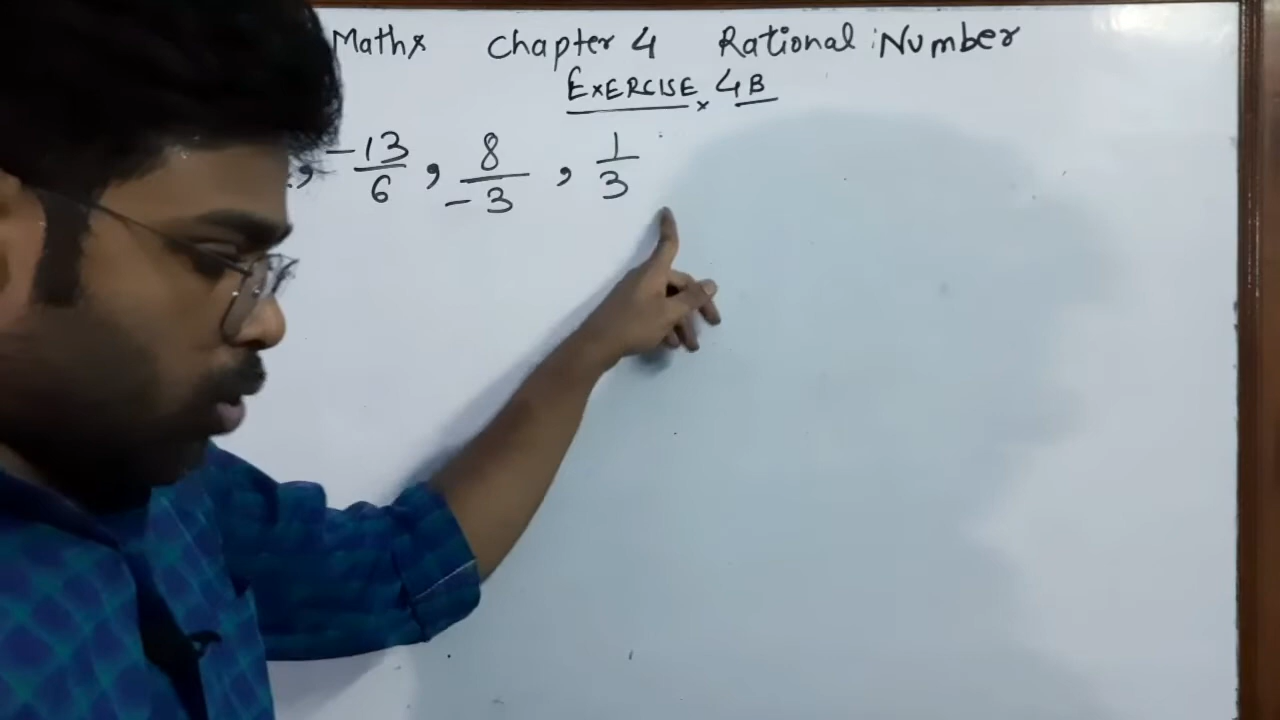 Maths Chapter 4 Rational Number
EXERCISE 4B
, -13/6, 8/-3, 1/3